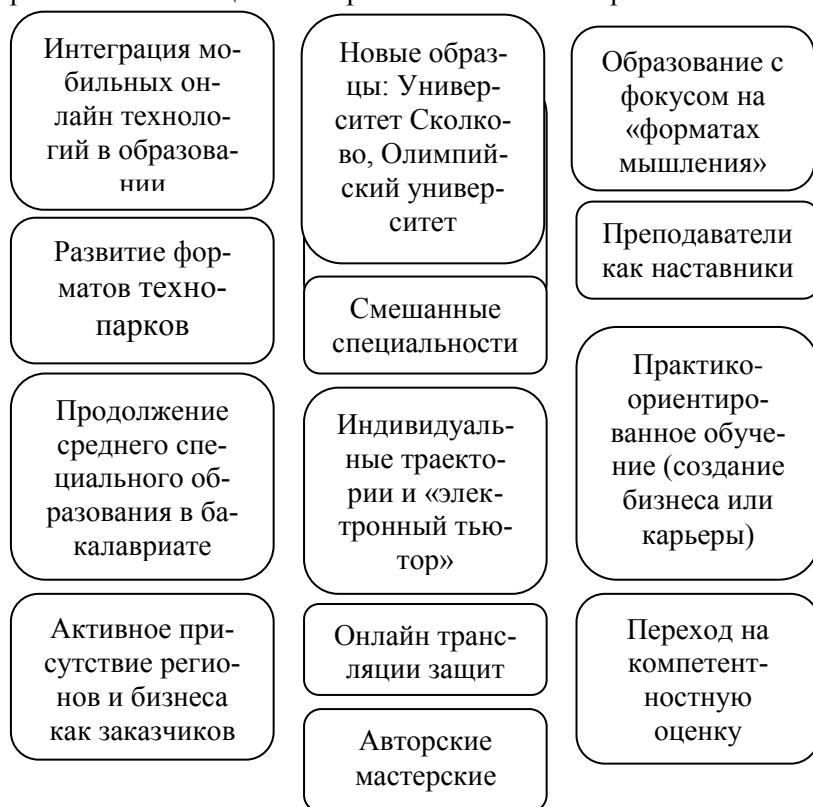 Интеграция мо-
бильных он-
лайн техноло-
гий в образова-
нии
Развитие фор-
матов техно-
парков
Продолжение
среднего спе-
циального об-
разования в ба-
калавриате
Активное при-
сутствие регио-
нов и бизнеса
как заказчиков
Новые образ-
цы: Универ-
ситет Сколко-
во, Олимпий-
ский универ-
ситет
Смешанные
специальности
Индивидуаль-
ные траекто-
рии и «элек-
тронный тью-
тор»
Онлайн транс-
ляции защит
Авторские
мастерские
Образование с
фокусом на
«форматах
мышления»
Преподаватели
как наставники
Практико-
ориентиро-
ванное обуче-
ние (создание
бизнеса или
карьеры)
Переход на
компетент-
ностную
оценку